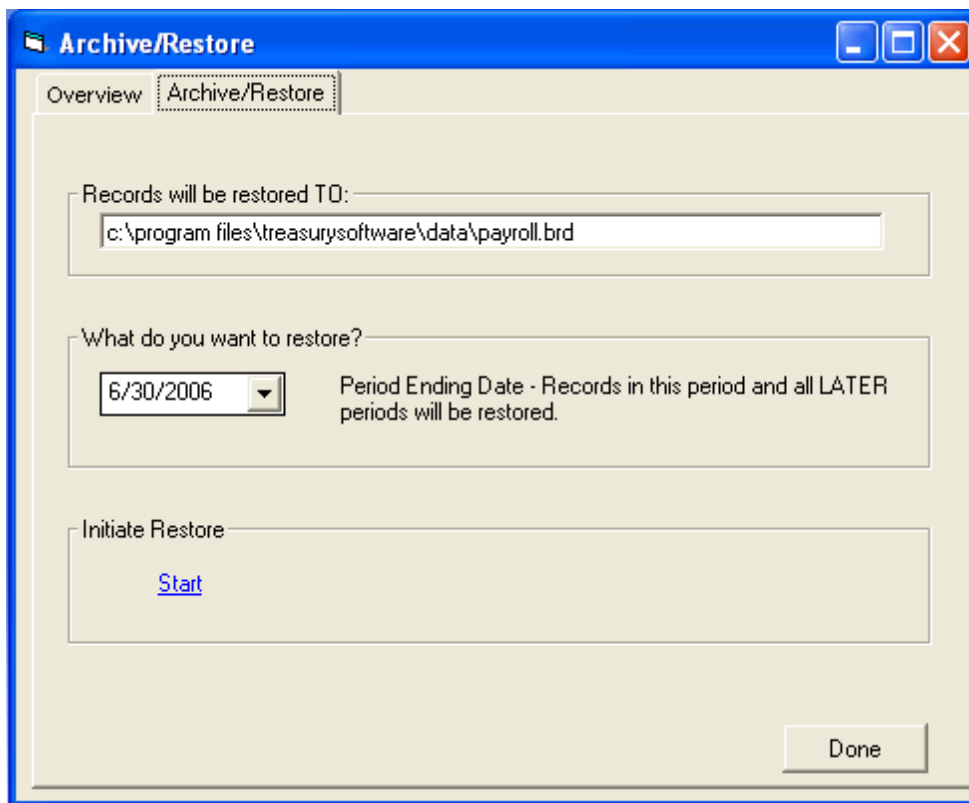 Archive/Restore
Overview
Archive/Restore
Records will be restored TO:
c:\program files\treasurysoftware\data\payroll.brd
What do you want to restore?
6/30/2006
Period Ending Date - Records in this period and all LATER
periods will be restored.
Initiate Restore
Start
Done